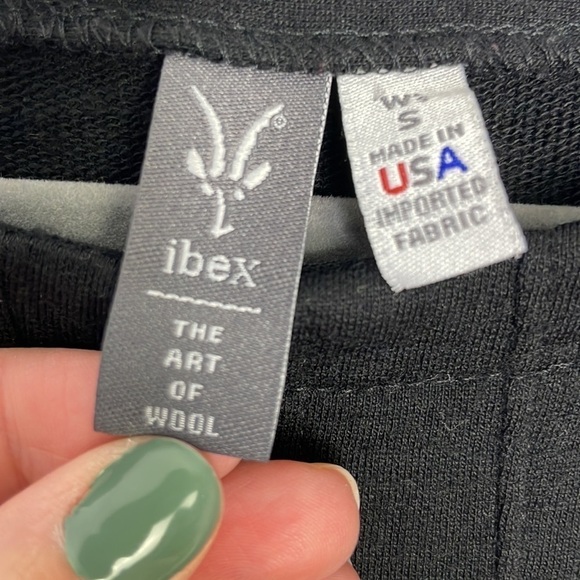 ®
ibex
THE
ART
OF
WOOL
S
MADE IN
USA
IMPORTED
FABRIC